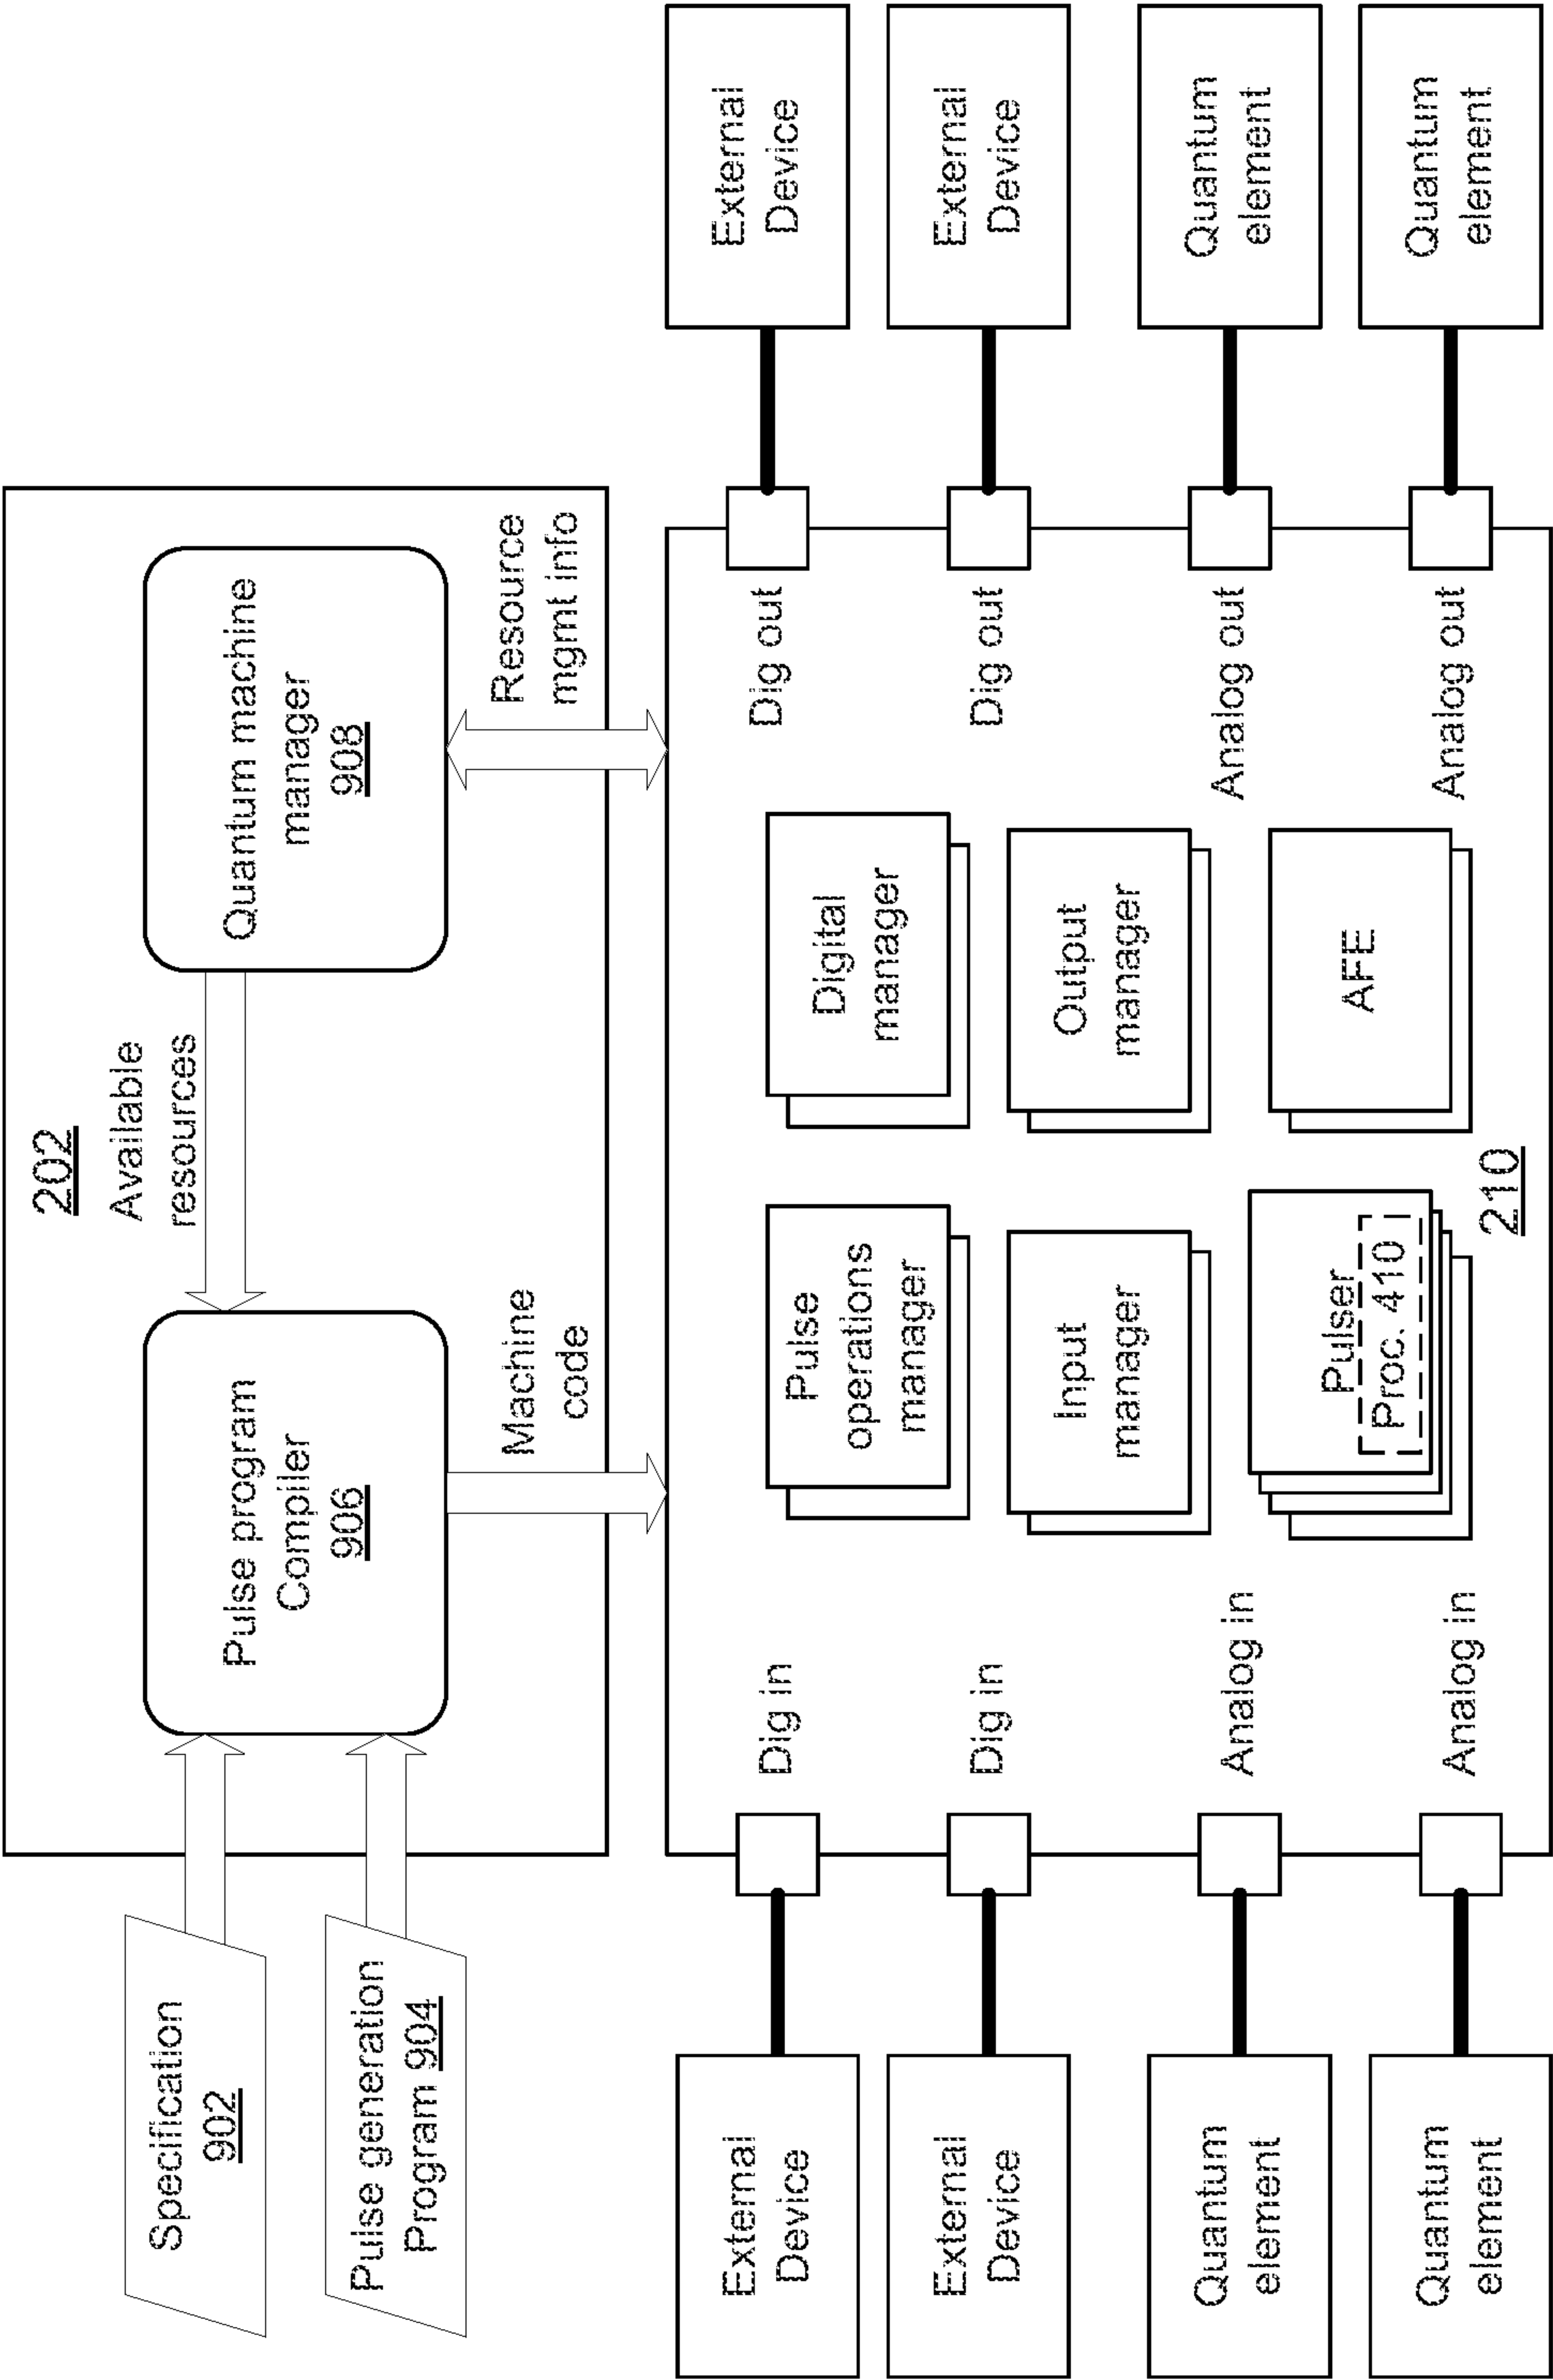 202
Specification
902
Pulse generation
Program 904
Pulse program
Compiler
906
Available
resources
Quantum machine
manager
908
Machine
code
Resource
mgmt info
External
Device
Dig in
Pulse
operations
manager
Digital
manager
Dig out
External
Device
External
Device
Dig in
Input
manager
Output
manager
Dig out
External
Device
Quantum
element
Analog in
Pulser
Proc. 410
AFE
Analog out
Quantum
element
Quantum
element
Analog in
210
Analog out
Quantum
element